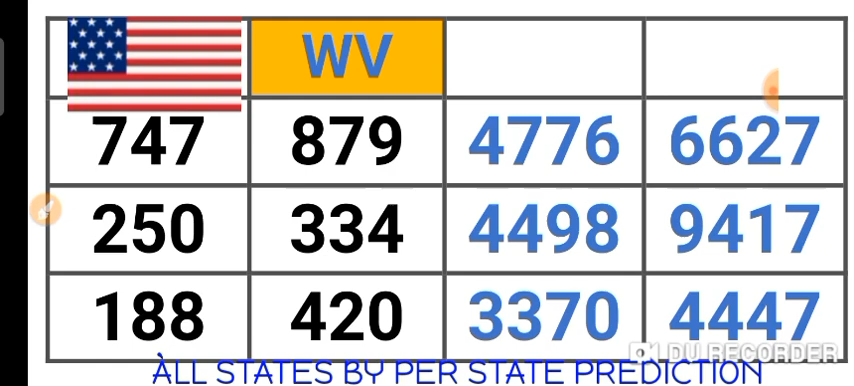 WV
747 879 4776 6627
250 334 4498 9417
188 420 3370 4447
DU RECORDER
ÀLL STATES BY PER STATE PREDICTION